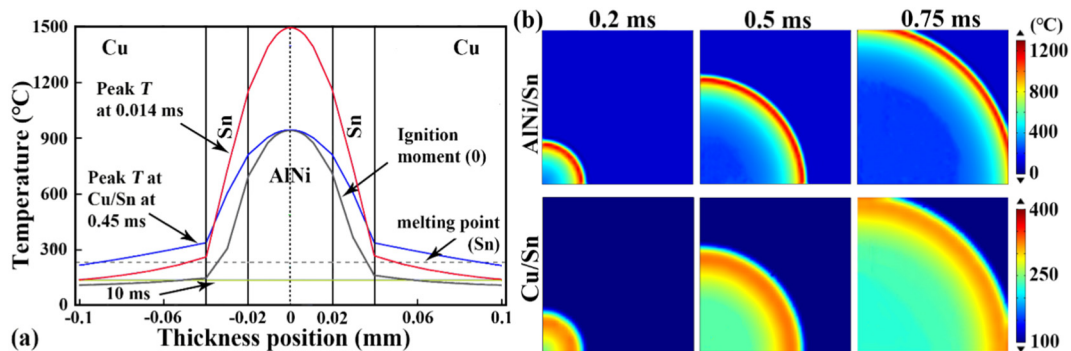 (a)
Temperature (°C)
1500
1200
900
600
300
0
Cu
Cu
Peak T
at 0.014 ms
Sn
Sn
Ignition
moment (0)
AlNi
Peak T at
Cu/Sn at
0.45 ms
melting point
(Sn)
10 ms
-0.1 -0.06 -0.02 0 0.02 0.06 0.1
Thickness position (mm)
(b)
0.2 ms 0.5 ms 0.75 ms
(°C)
AlNi/Sn
1200
800
400
0
Cu/Sn
400
250
100